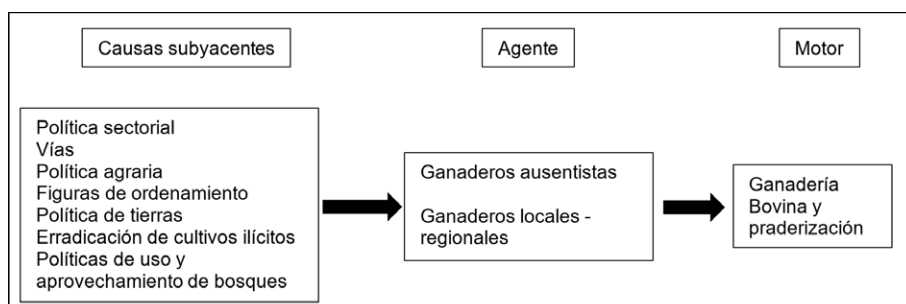 Causas subyacentes
Agente
Motor
Política sectorial
Vías
Política agraria
Figuras de ordenamiento
Política de tierras
Erradicación de cultivos ilícitos
Políticas de uso y
aprovechamiento de bosques
Ganaderos ausentistas
Ganaderos locales -
regionales
Ganadería
Bovina y
praderización